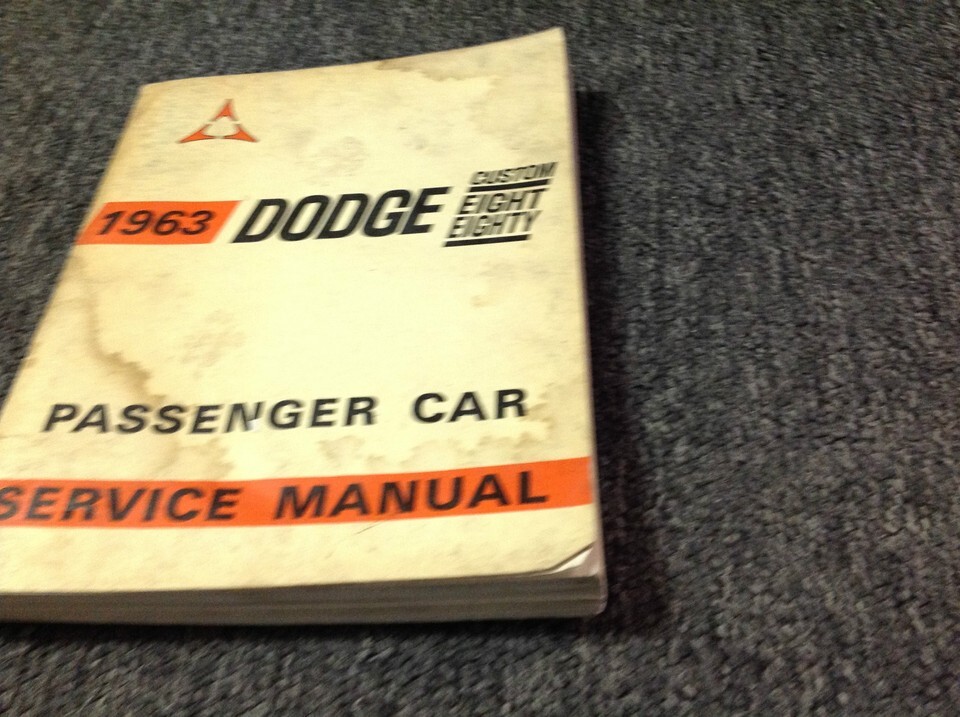 1963 DODGE CUSTOM
EIGHT
EIGHTY
PASSENGER CAR
SERVICE MANUAL